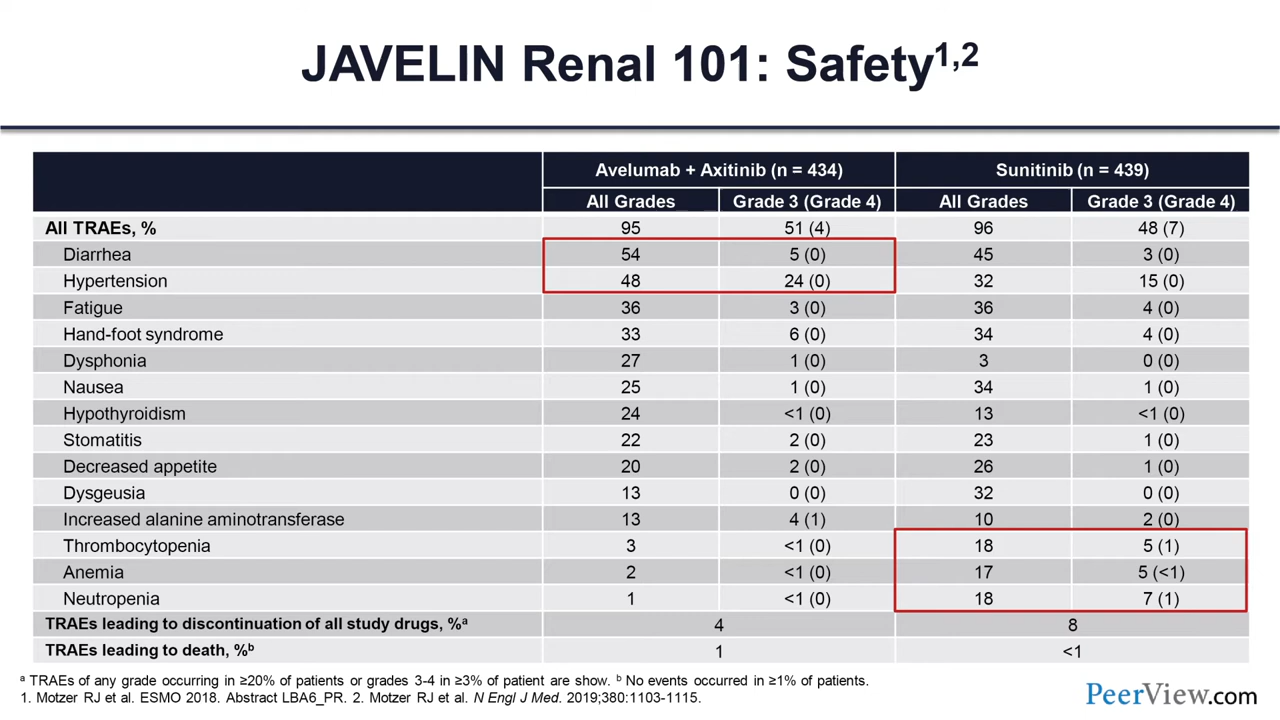 JAVELIN Renal 101: Safety1,2
Avelumab + Axitinib (n = 434) Sunitinib (n = 439)
All Grades Grade 3 (Grade 4) All Grades Grade 3 (Grade 4)
All TRAEs, % 95 51 (4) 96 48 (7)
Diarrhea 54 5 (0) 45 3 (0)
Hypertension 48 24 (0) 32 15 (0)
Fatigue 36 3 (0) 36 4 (0)
Hand-foot syndrome 33 6 (0) 34 4 (0)
Dysphonia 27 1 (0) 3 0 (0)
Nausea 25 1 (0) 34 1 (0)
Hypothyroidism 24 <1 (0) 13 <1 (0)
Stomatitis 22 2 (0) 23 1 (0)
Decreased appetite 20 2 (0) 26 1 (0)
Dysgeusia 13 0 (0) 32 0 (0)
Increased alanine aminotransferase 13 4 (1) 10 2 (0)
Thrombocytopenia 3 <1 (0) 18 5 (1)
Anemia 2 <1 (0) 17 5 (<1)
Neutropenia 1 <1 (0) 18 7 (1)
TRAEs leading to discontinuation of all study drugs, %a 4 8
TRAEs leading to death, %b 1 <1
a TRAEs of any grade occurring in ≥20% of patients or grades 3-4 in ≥3% of patient are show. b No events occurred in ≥1% of patients.
1. Motzer RJ et al. ESMO 2018. Abstract LBA6_PR. 2. Motzer RJ et al. N Engl J Med. 2019;380:1103-1115.
PeerView.com